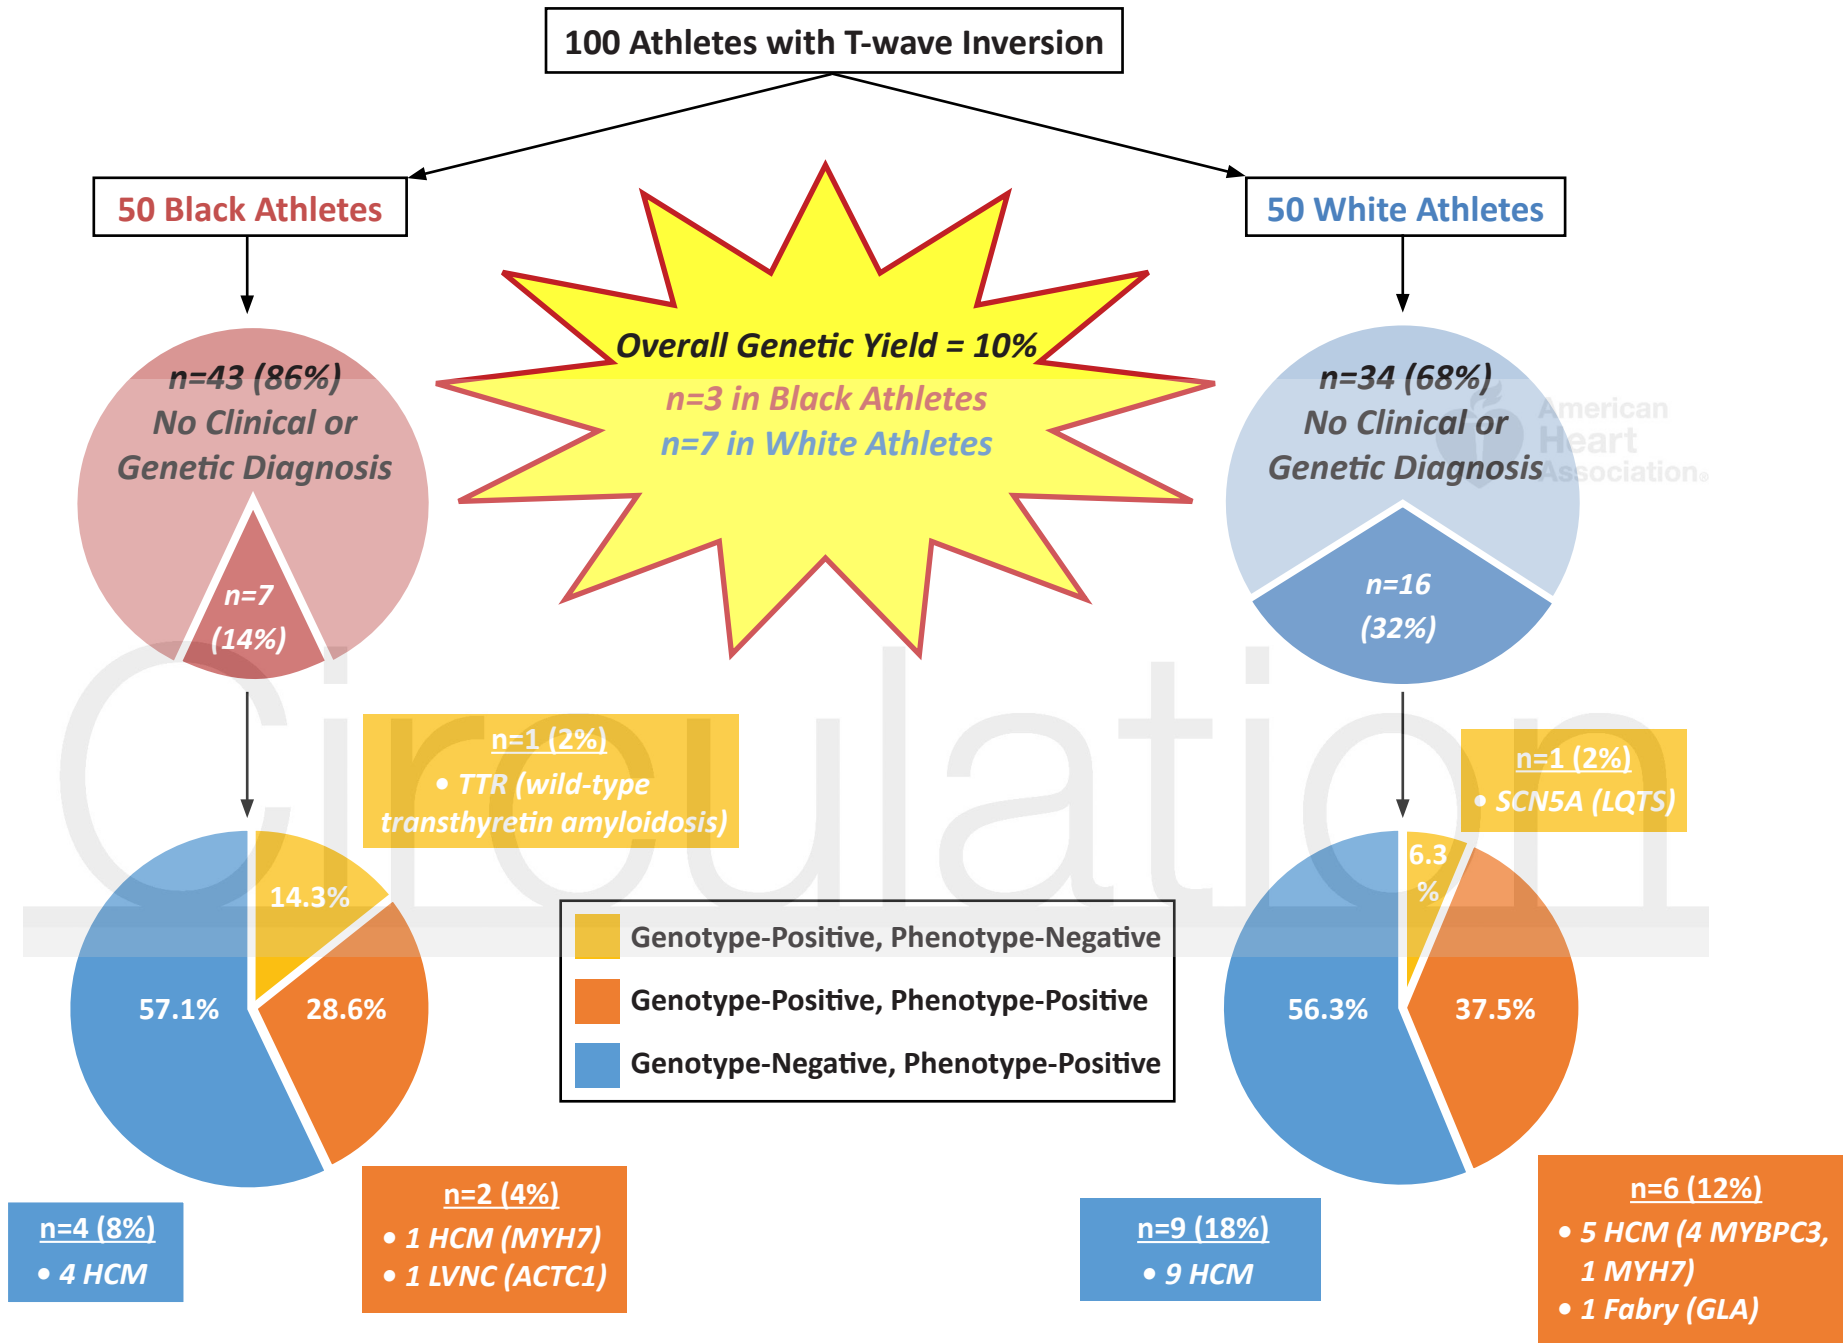 100 Athletes with T-wave Inversion
50 Black Athletes
50 White Athletes
n=43 (86%)
No Clinical or
Genetic Diagnosis
n=7
(14%)
Overall Genetic Yield = 10%
n=3 in Black Athletes
n=7 in White Athletes
n=34 (68%)
No Clinical or
Genetic Diagnosis
n=16
(32%)
American
Heart
Association®
Circulation
n=1 (2%)
• TTR (wild-type
transthyretin amyloidosis)
n=1 (2%)
• SCN5A (LQTS)
14.3%
57.1%
28.6%
Genotype-Positive, Phenotype-Negative
Genotype-Positive, Phenotype-Positive
Genotype-Negative, Phenotype-Positive
6.3
%
56.3%
37.5%
n=4 (8%)
• 4 HCM
n=2 (4%)
• 1 HCM (MYH7)
• 1 LVNC (ACTC1)
n=9 (18%)
• 9 HCM
n=6 (12%)
• 5 HCM (4 MYBPC3,
1 MYH7)
• 1 Fabry (GLA)